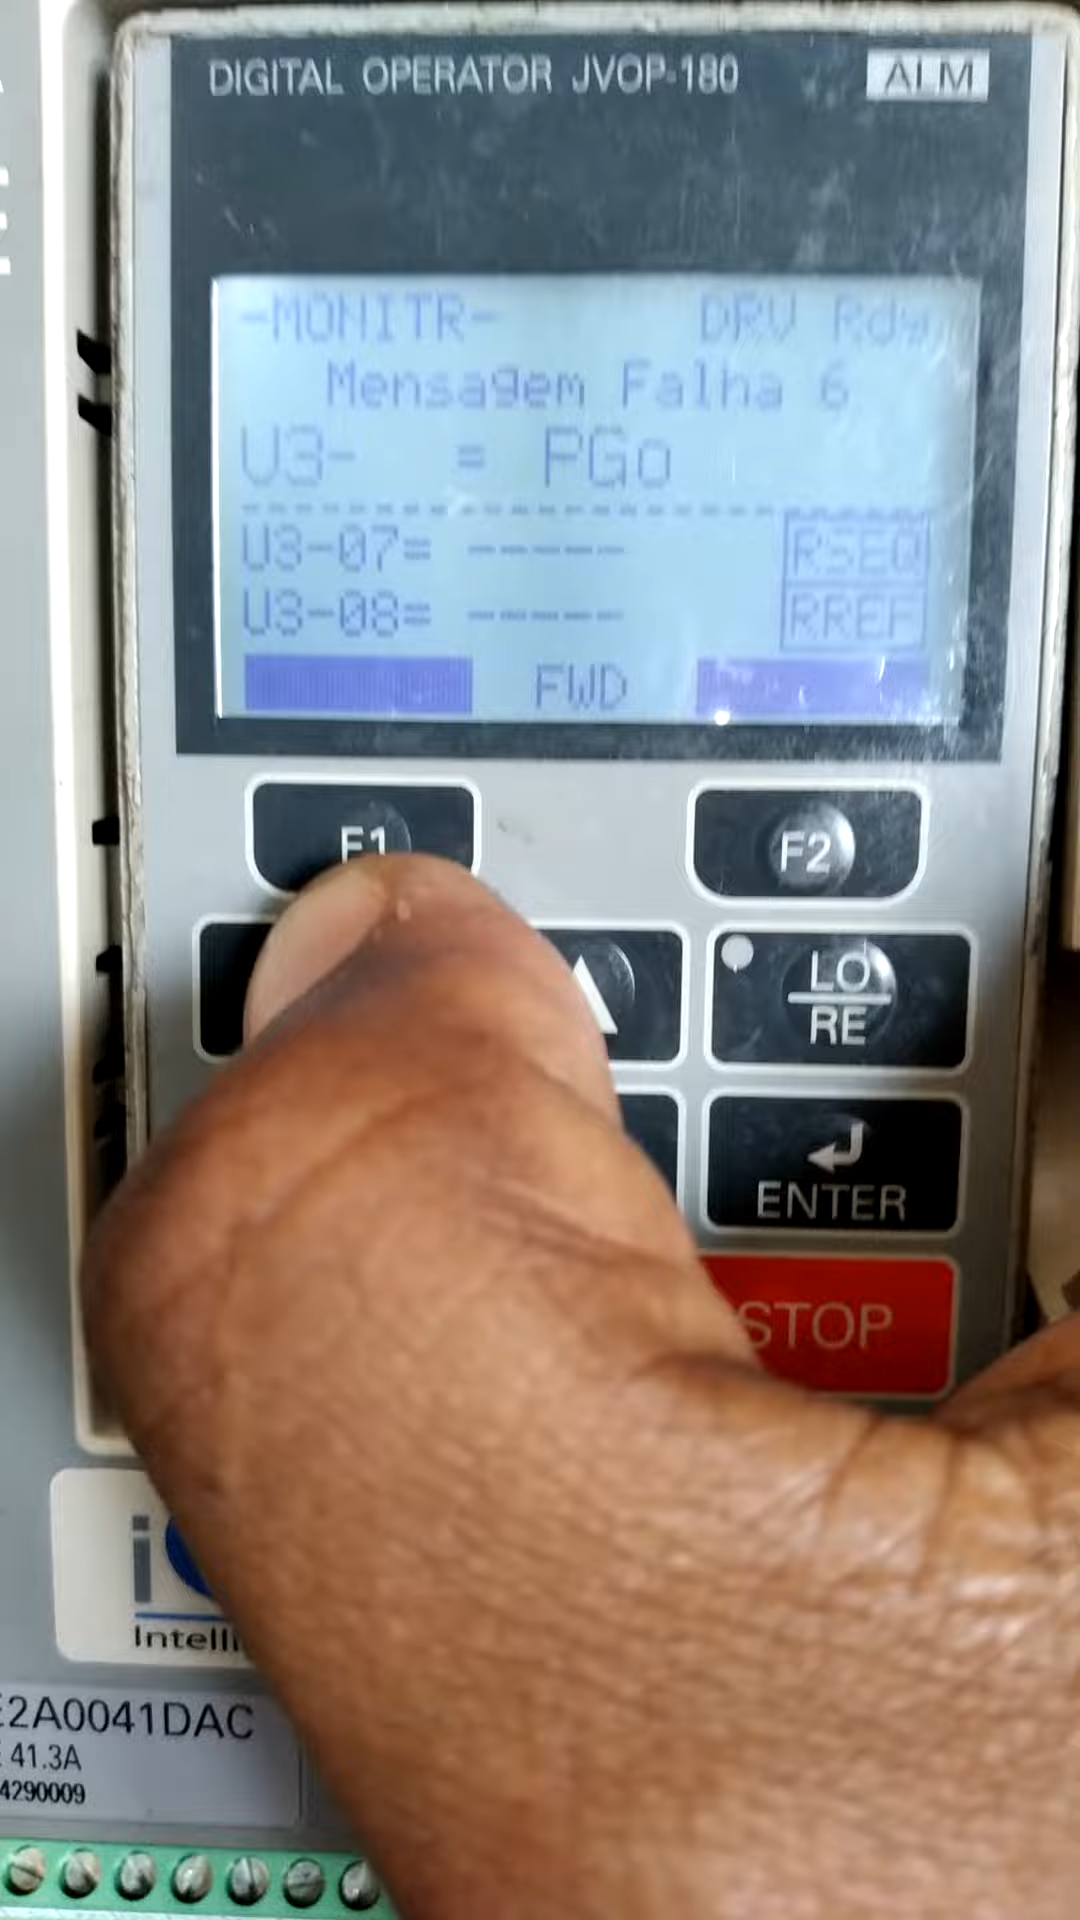 DIGITAL OPERATOR JVOP-180
ALM
-MONITR- DRV Rdy
Mensagem Falha 6
U3- = PGo
U3-07= -----
RSEQ
U3-08= -----
RREF
FWD
F1
F2
LO
RE
ENTER
STOP
i
Intelli
E2A0041DAC
41.3A
4290009